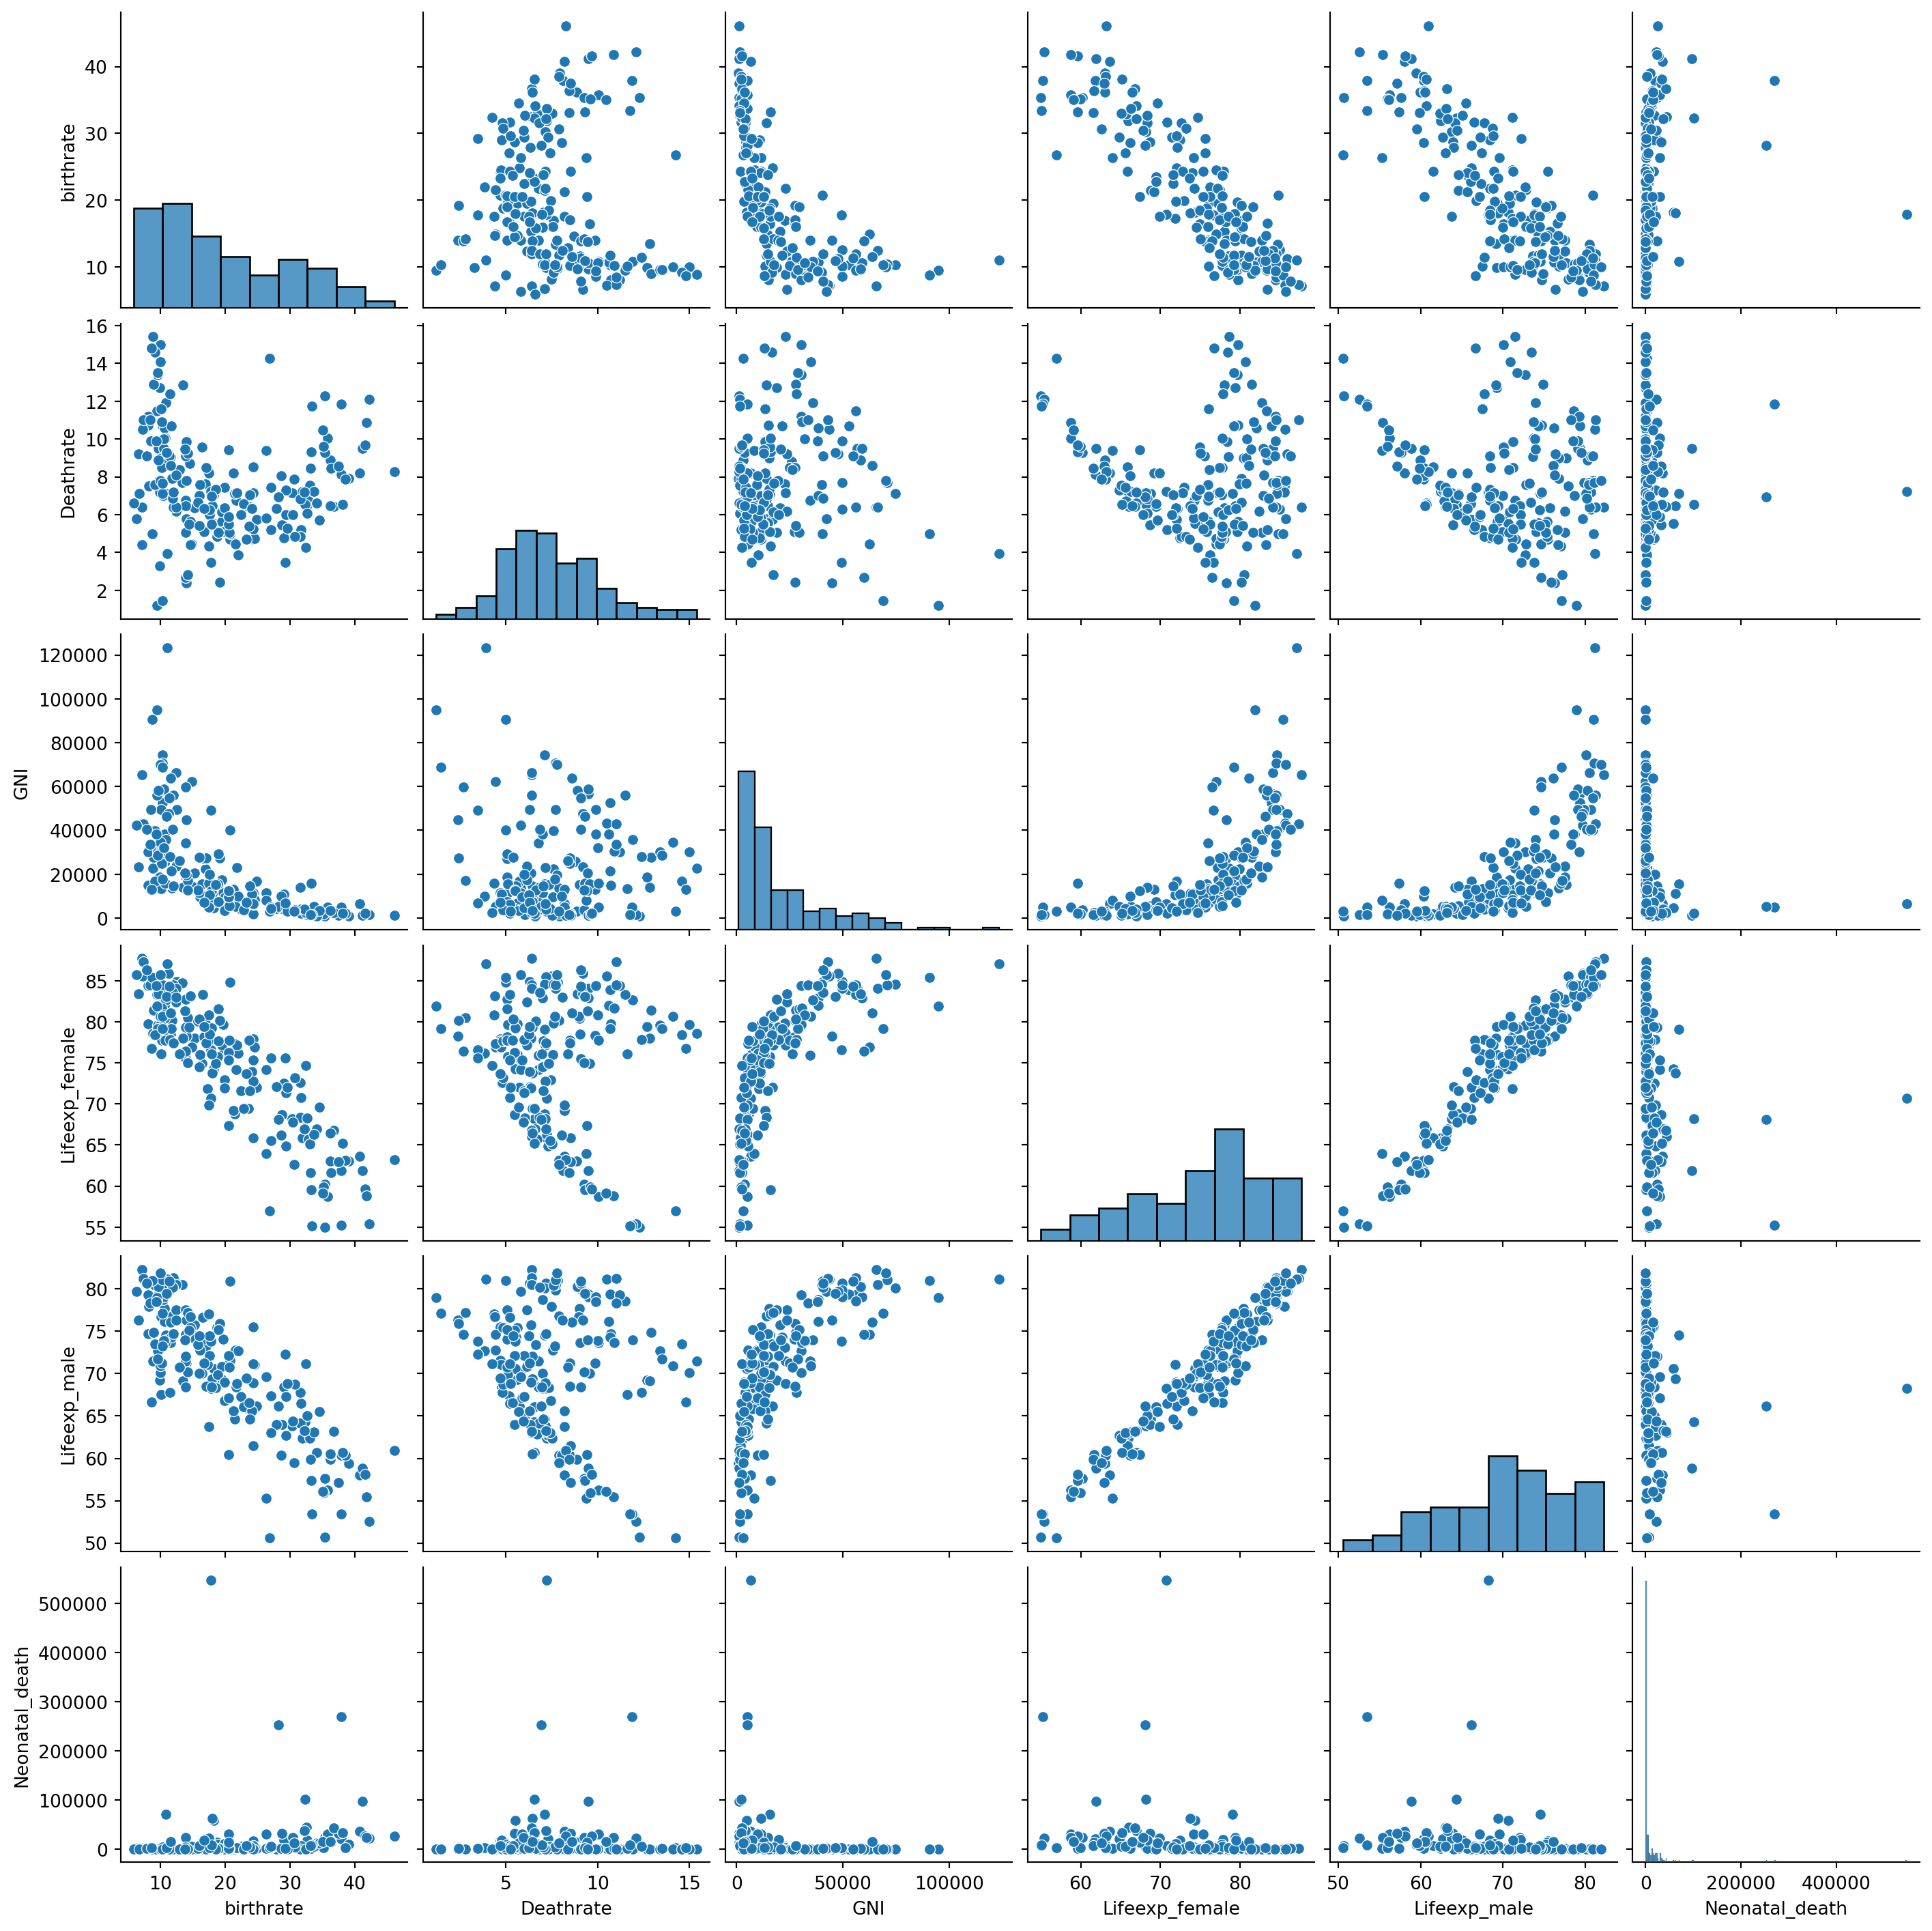 40
30
20
10
birthrate
16
14
12
10
8
6
4
2
Deathrate
120000
100000
80000
60000
40000
20000
0
GNI
85
80
75
70
65
60
55
Lifeexp_female
80
75
70
65
60
55
50
Lifeexp_male
500000
400000
300000
200000
100000
0
Neonatal_death
10 20 30 40
birthrate
5 10 15
Deathrate
0 50000 100000
GNI
60 70 80
Lifeexp_female
50 60 70 80
Lifeexp_male
0 200000 400000
Neonatal_death